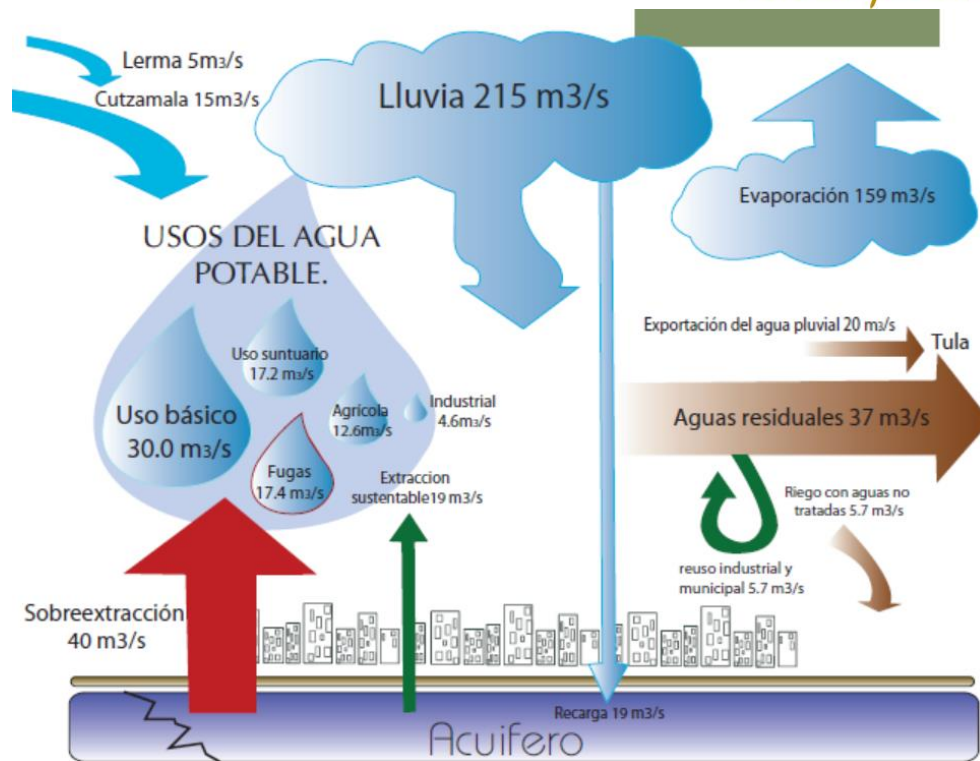 Lerma 5m3/s
Cutzamala 15m3/s
Lluvia 215 m3/s
Evaporación 159 m3/s
USOS DEL AGUA
POTABLE.
Uso suntuario
17.2 m3/s
Uso básico
30.0 m3/s
Agrícola
12.6m3/s
Industrial
4.6m3/s
Fugas
17.4 m3/s
Extraccion
sustentable19 m3/s
Exportación del agua pluvial 20 m3/s
Tula
Aguas residuales 37 m3/s
Riego con aguas no
tratadas 5.7 m3/s
reuso industrial y
municipal 5.7 m3/s
Sobreextracción
40 m3/s
Recarga 19 m3/s
Acuifero